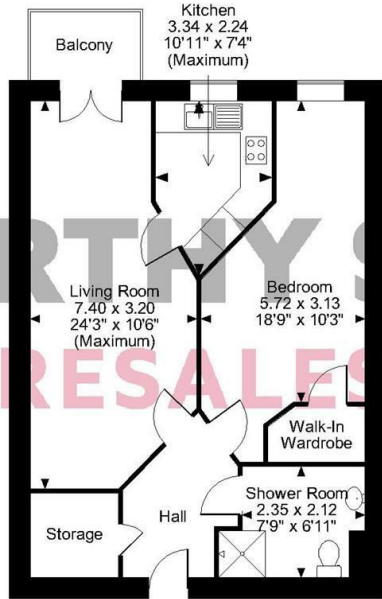 Kitchen
3.34 x 2.24
10'11" x 7'4"
(Maximum)
Balcony
RTHY S
Living Room
7.40 x 3.20
24'3" x 10'6"
(Maximum)
Bedroom
5.72 x 3.13
18'9" x 10'3"
RESALES
Walk-In
Wardrobe
Shower Room
2.35 x 2.12
7'9" x 6'11"
Hall
Storage